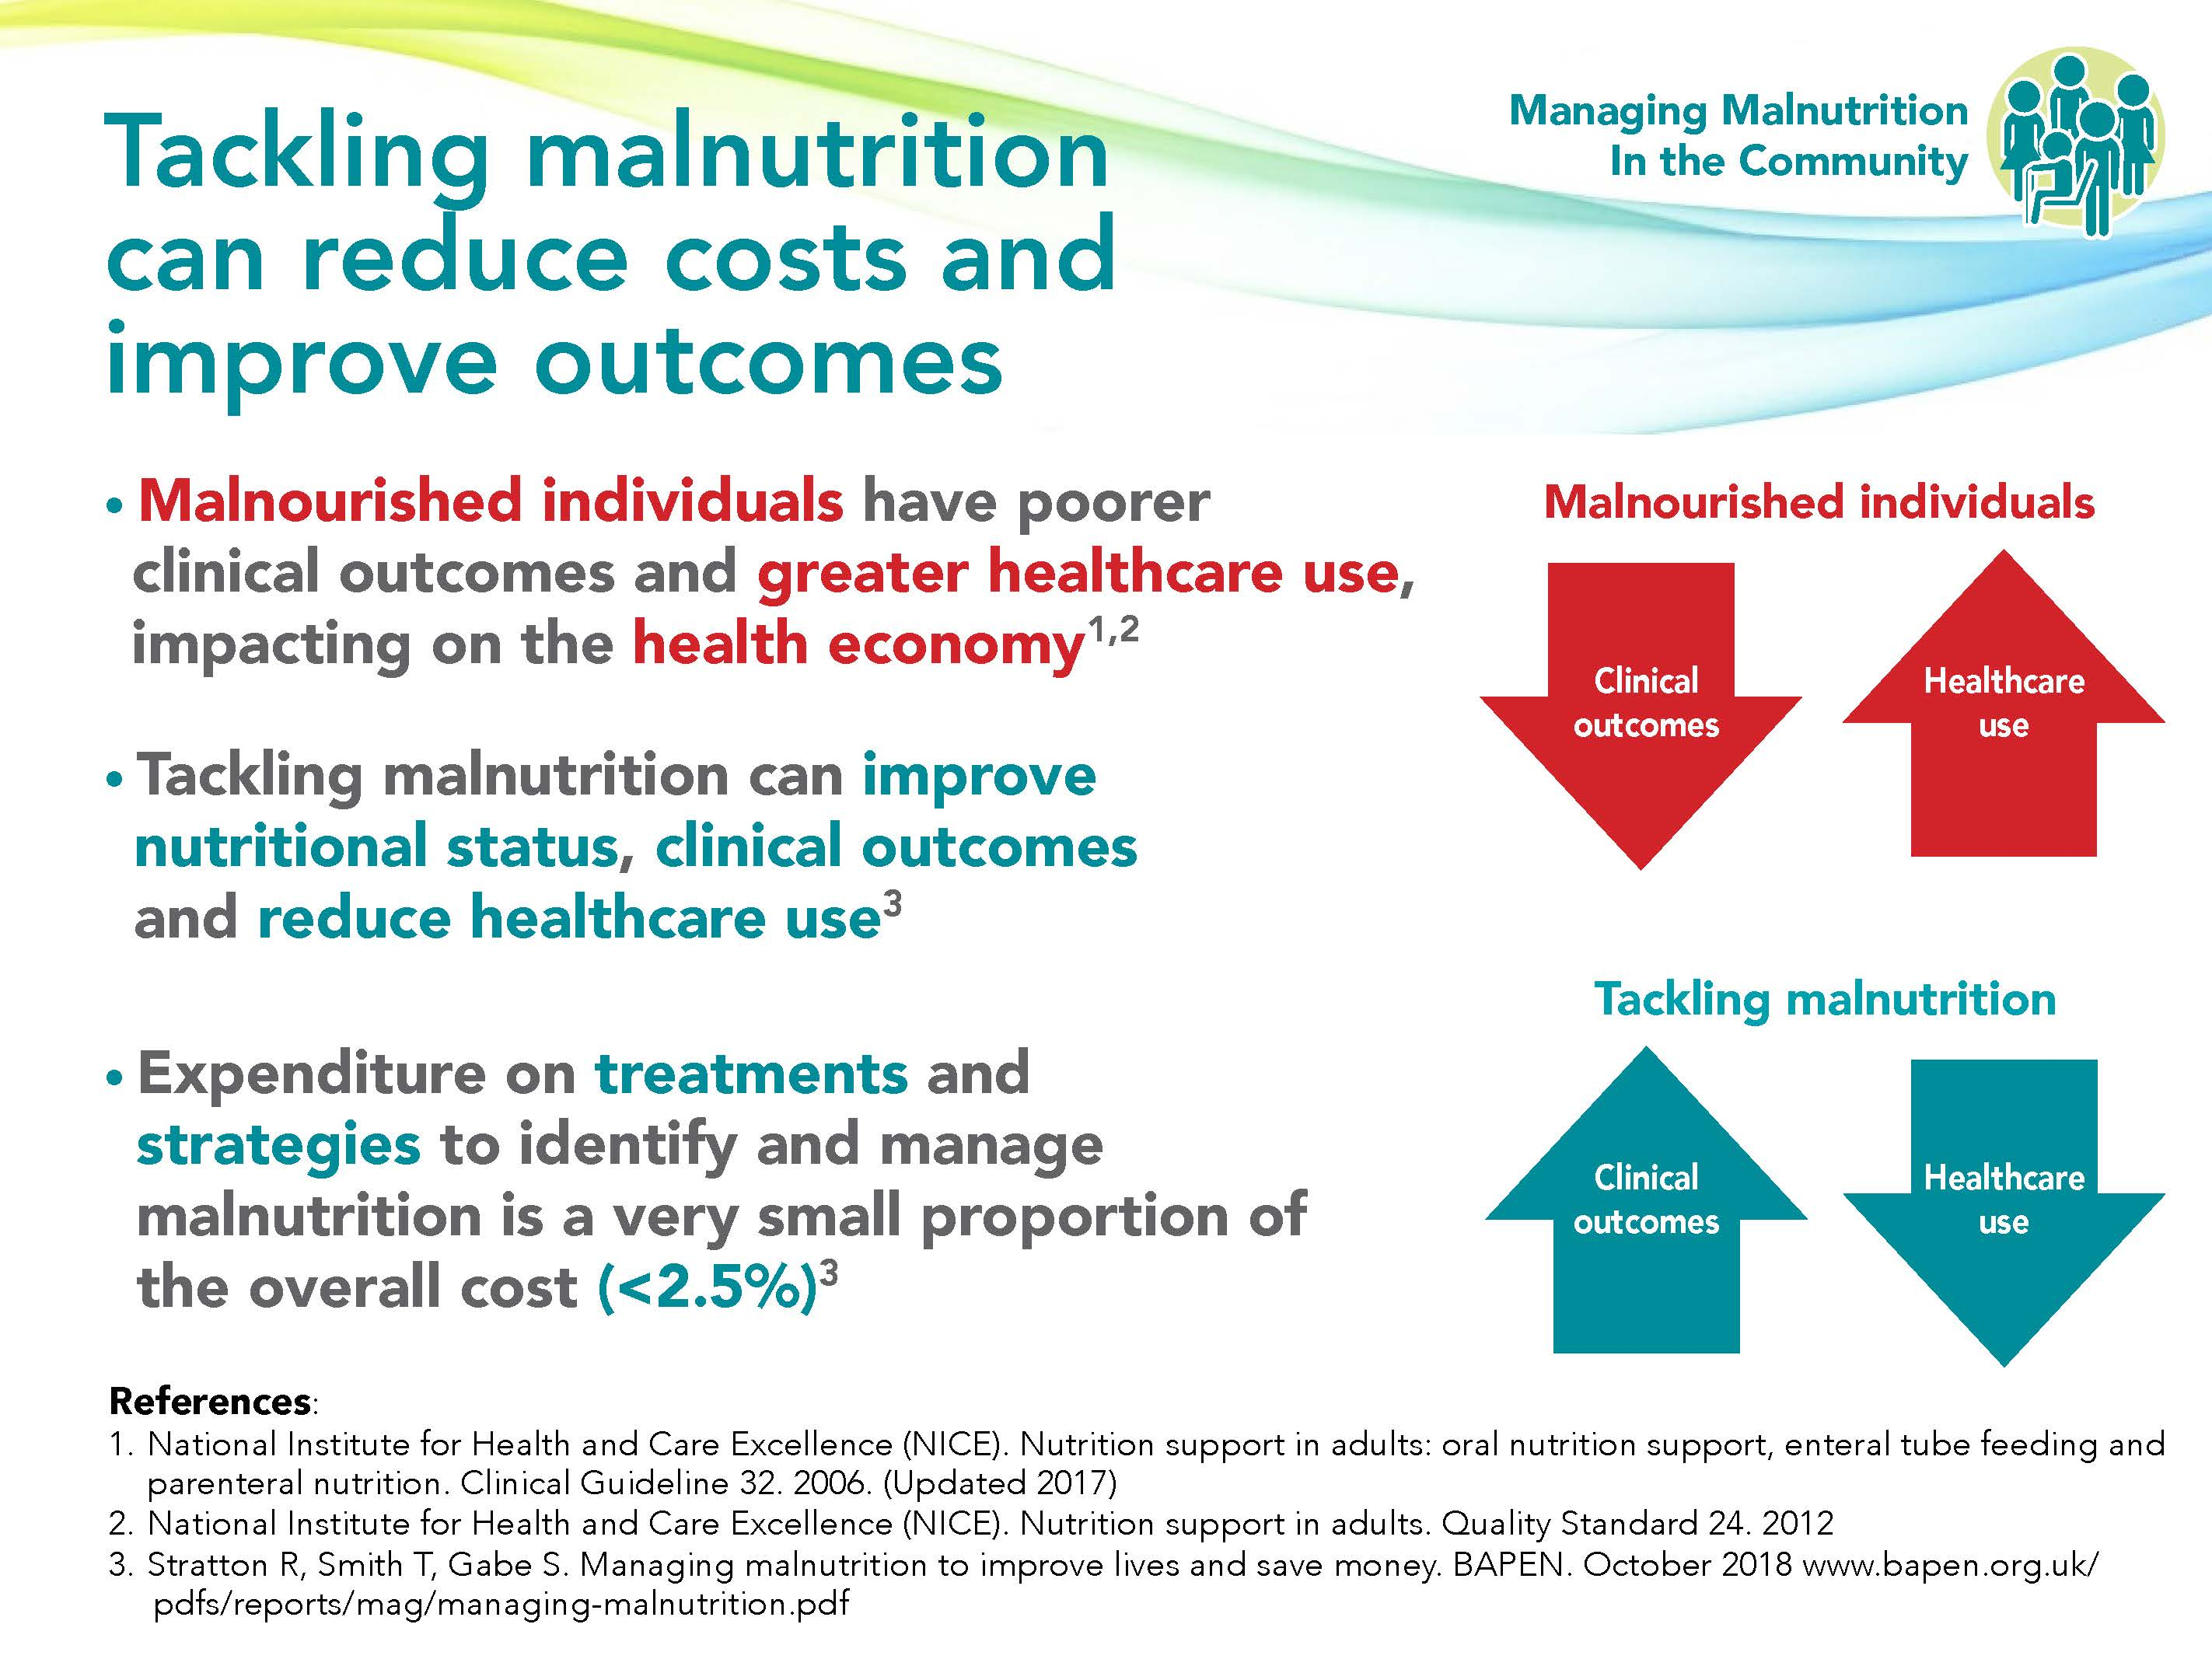 Tackling malnutrition
can reduce costs and
improve outcomes
Managing Malnutrition
In the Community
• Malnourished individuals have poorer
clinical outcomes and greater healthcare use,
impacting on the health economy1,2
• Tackling malnutrition can improve
nutritional status, clinical outcomes
and reduce healthcare use3
• Expenditure on treatments and
strategies to identify and manage
malnutrition is a very small proportion of
the overall cost (<2.5%)3
Malnourished individuals
Clinical
outcomes
Healthcare
use
Tackling malnutrition
Clinical
outcomes
Healthcare
use
References:
1. National Institute for Health and Care Excellence (NICE). Nutrition support in adults: oral nutrition support, enteral tube feeding and
parenteral nutrition. Clinical Guideline 32. 2006. (Updated 2017)
2. National Institute for Health and Care Excellence (NICE). Nutrition support in adults. Quality Standard 24. 2012
3. Stratton R, Smith T, Gabe S. Managing malnutrition to improve lives and save money. BAPEN. October 2018 www.bapen.org.uk/
pdfs/reports/mag/managing-malnutrition.pdf